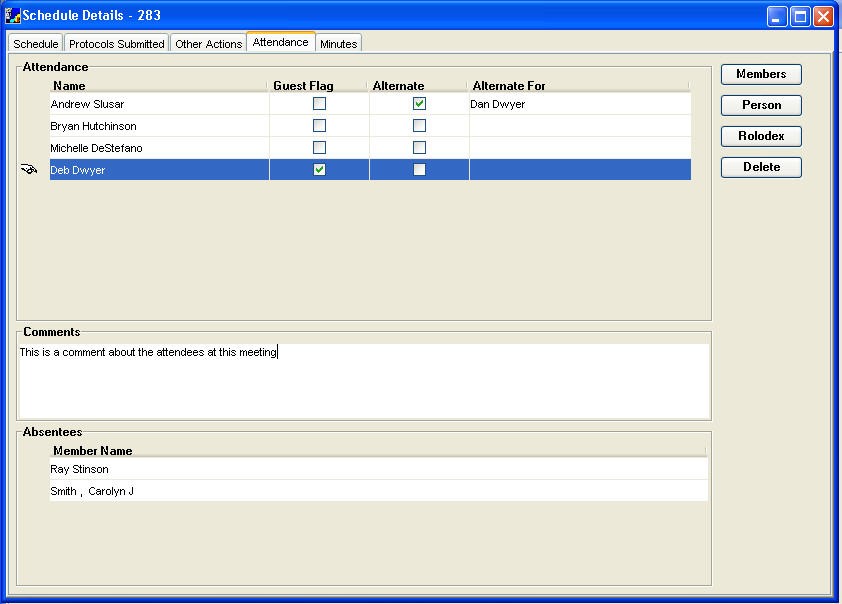 Schedule Details - 283
Schedule Protocols Submitted Other Actions Attendance Minutes
Attendance
Name Guest Flag Alternate Alternate For
Andrew Slusar Dan Dwyer
Bryan Hutchinson
Michelle DeStefano
Deb Dwyer
Members
Person
Rolodex
Delete
Comments
This is a comment about the attendees at this meeting
Absentees
Member Name
Ray Stinson
Smith , Carolyn J